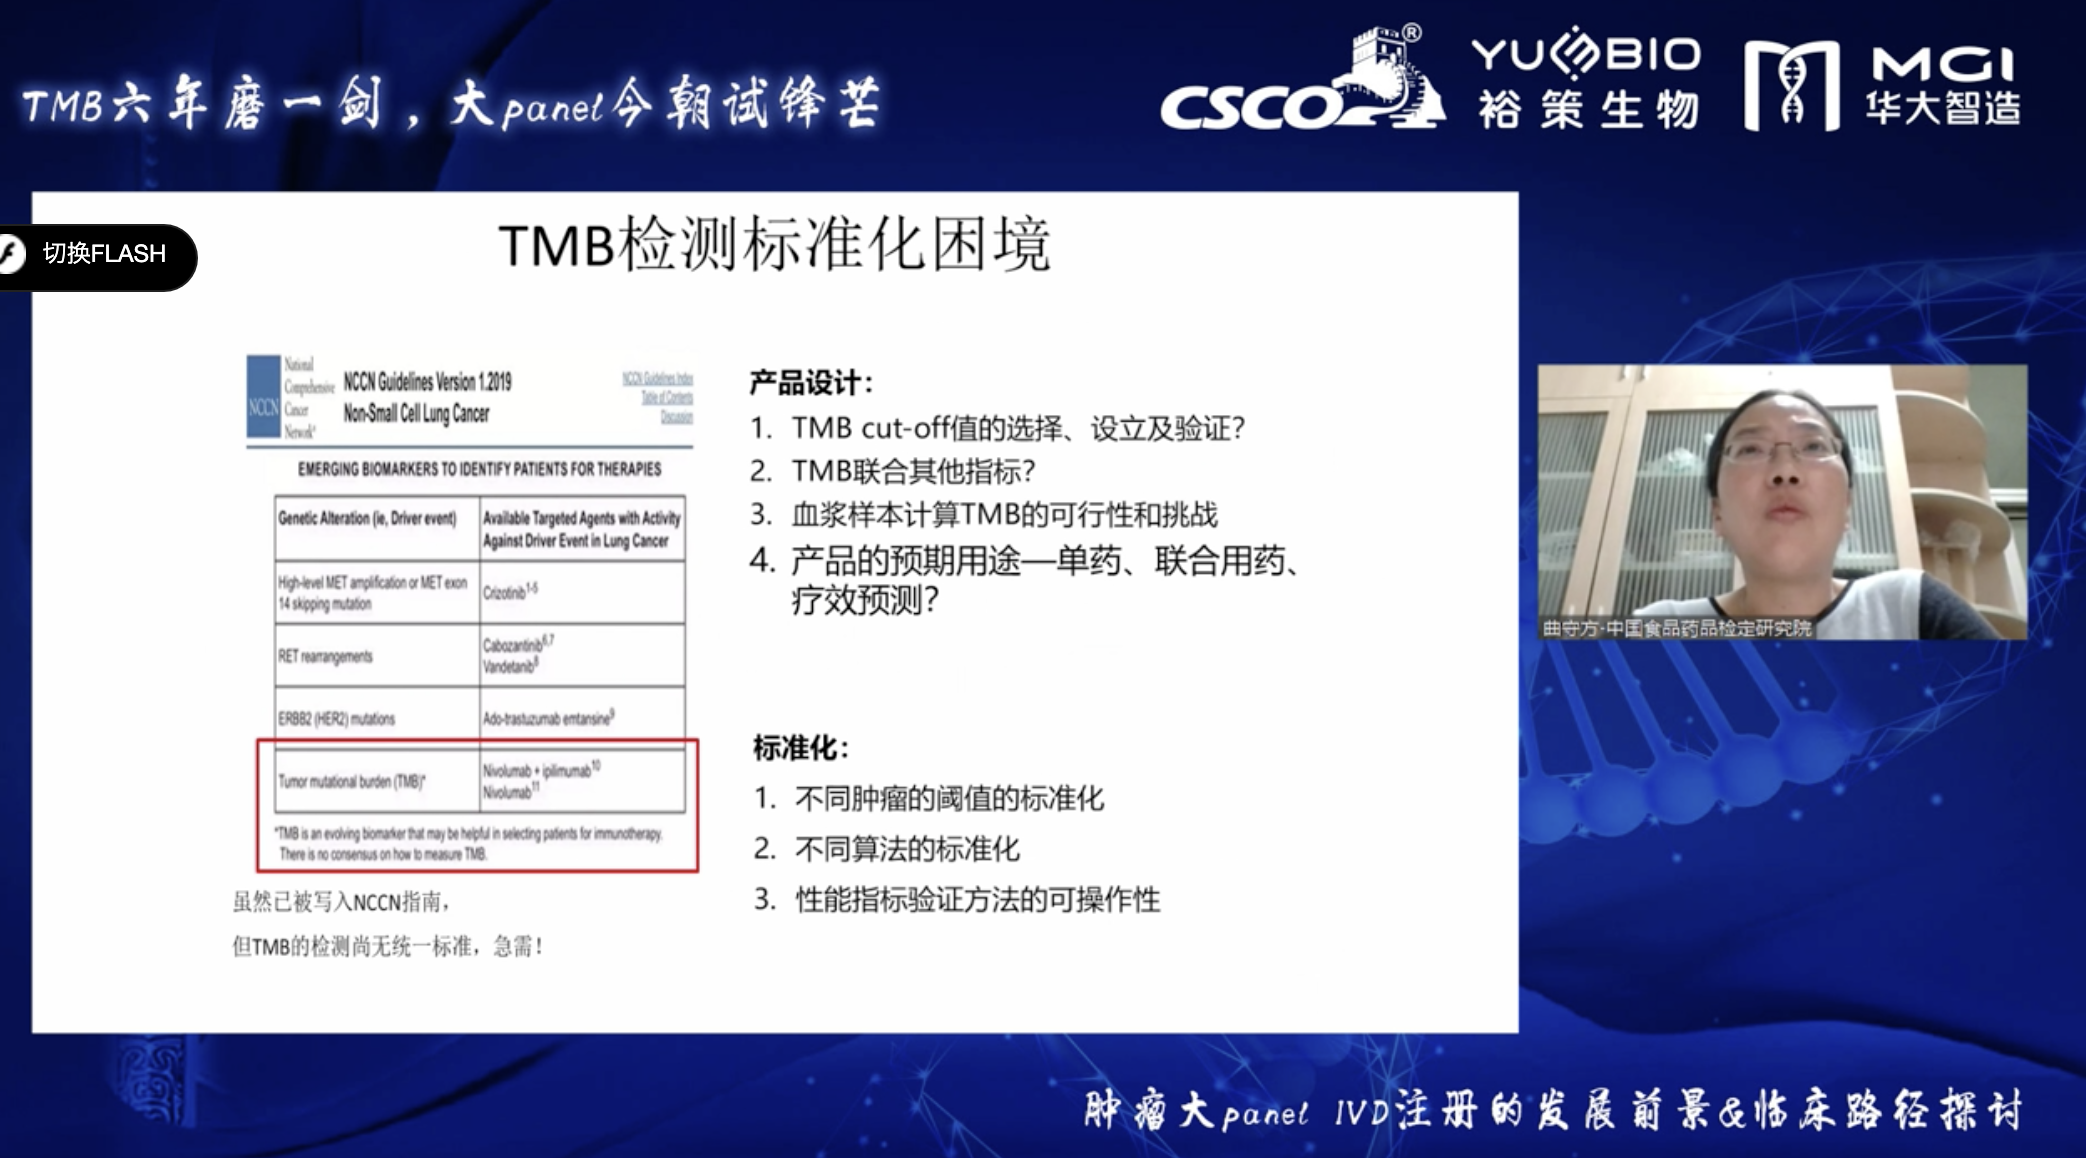 TMB六年磨一剑，大panel今朝试锋芒
CSCO®
YUCEBIO
裕策生物
MGI
华大智造
切换FLASH
TMB检测标准化困境
NCCN
National
Comprehensive
Cancer
Network®
NCCN Guidelines Version 1.2019
Non-Small Cell Lung Cancer
NCCN Guidelines Index
Table of Contents
Discussion
EMERGING BIOMARKERS TO IDENTIFY PATIENTS FOR THERAPIES
Genetic Alteration (ie, Driver event)
Available Targeted Agents with Activity
Against Driver Event in Lung Cancer
High-level MET amplification or MET exon
14 skipping mutation
Crizotinib1-5
RET rearrangements
Cabozantinib6,7
Vandetanib8
ERBB2 (HER2) mutations
Ado-trastuzumab emtansine9
Tumor mutational burden (TMB)*
Nivolumab + ipilimumab10
Nivolumab11
*TMB is an evolving biomarker that may be helpful in selecting patients for immunotherapy.
There is no consensus on how to measure TMB.
虽然已被写入NCCN指南，
但TMB的检测尚无统一标准，急需！
产品设计：
1. TMB cut-off值的选择、设立及验证？
2. TMB联合其他指标？
3. 血浆样本计算TMB的可行性和挑战
4. 产品的预期用途—单药、联合用药、
疗效预测？
标准化：
1. 不同肿瘤的阈值的标准化
2. 不同算法的标准化
3. 性能指标验证方法的可操作性
曲守方-中国食品药品检定研究院
肿瘤大panel IVD注册的发展前景&临床路径探讨